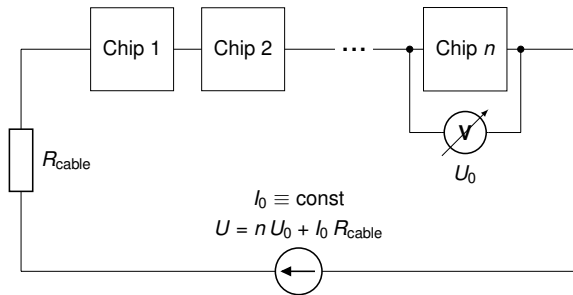 Chip 1 Chip 2 ... Chip n
V
R_cable
U_0
I_0 ≡ const
U = n U_0 + I_0 R_cable